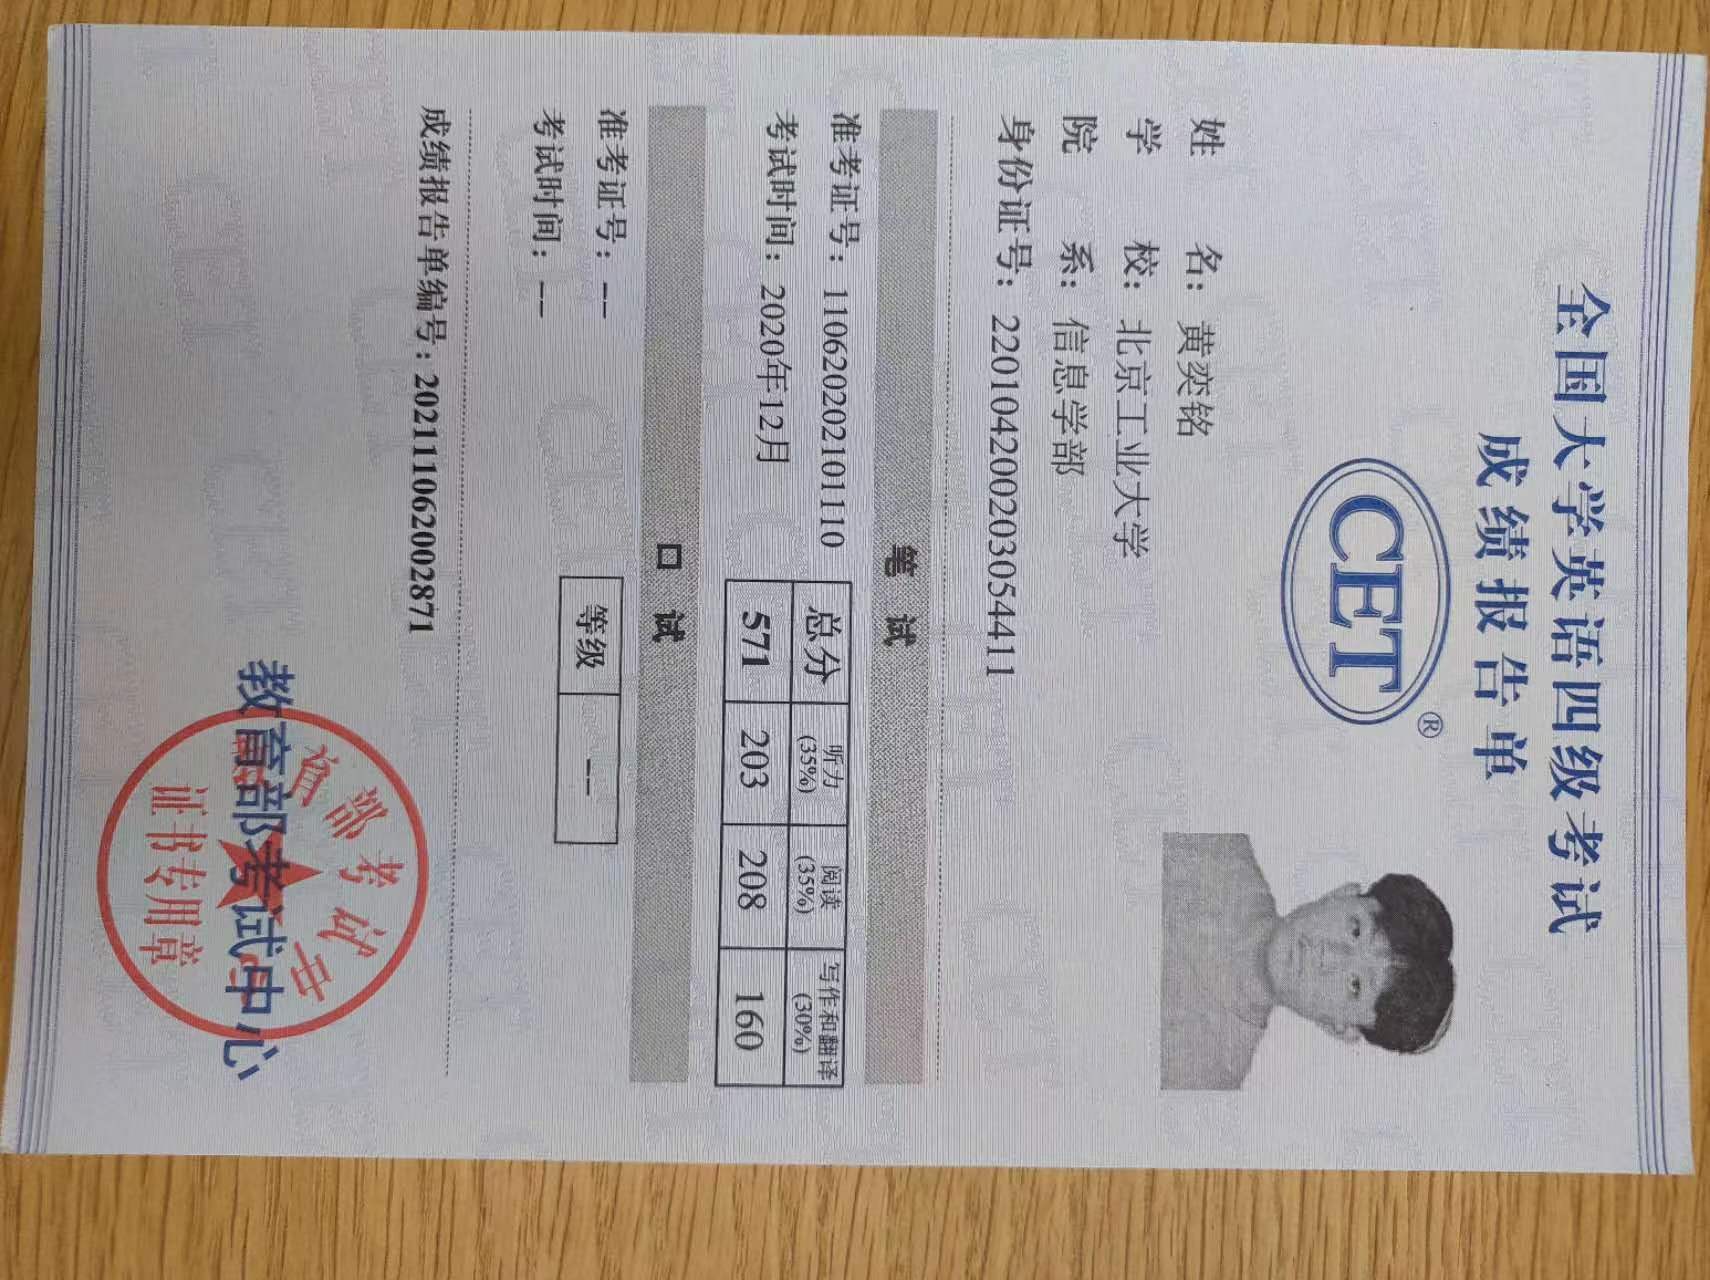 全国大学英语四级考试
成绩报告单
CET®
姓 名：黄奕铭
学 校：北京工业大学
院 系：信息学部
身份证号：220104200203054411
笔 试
准考证号：110620202101110
考试时间：2020年12月
总分 听力(35%) 阅读(35%) 写作和翻译(30%)
571 203 208 160
口 试
准考证号：--
考试时间：--
等级 --
成绩报告单编号：202111062002871
教育部考试中心
教育部考试中心
证书专用章